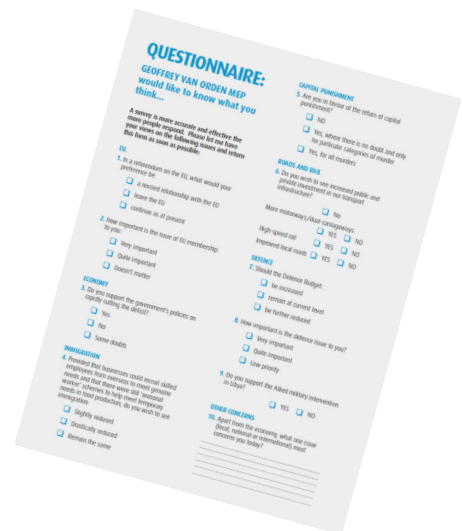 QUESTIONNAIRE:
GEOFFREY VAN ORDEN MEP
would like to know what you
think...
A survey is more accurate and effective the
more people respond. Please let me have
your views on the following issues and return
this form as soon as possible:
EU
1. In a referendum on the EU, what would your
preference be:
a revised relationship with the EU
leave the EU
continue as at present
2. How important is the issue of EU membership
to you:
Very important
Quite important
Doesn't matter
ECONOMY
3. Do you support the government's policies on
rapidly cutting the deficit?
Yes
No
Some doubts
IMMIGRATION
4. Provided that businesses could recruit skilled
employees from overseas to meet genuine
needs and that there were still 'seasonal
worker' schemes to help meet temporary
needs in food production, do you wish to see
immigration:
Slightly reduced
Drastically reduced
Remain the same
CAPITAL PUNISHMENT
5. Are you in favour of the return of capital
punishment?
NO
Yes, where there is no doubt and only
for particular categories of murder
Yes, for all murders
ROADS AND RAIL
6. Do you wish to see increased public and
private investment in our transport
infrastructure?
No
More motorways/dual-carriageways
YES NO
High speed rail YES NO
Improved local roads YES NO
DEFENCE
7. Should the Defence Budget:
be increased
remain at current level
be further reduced
8. How important is the defence issue to you?
Very important
Quite important
Low priority
9. Do you support the Allied military intervention
in Libya?
YES NO
OTHER CONCERNS
10. Apart from the economy, what one issue
(local, national or international) most
concerns you today?